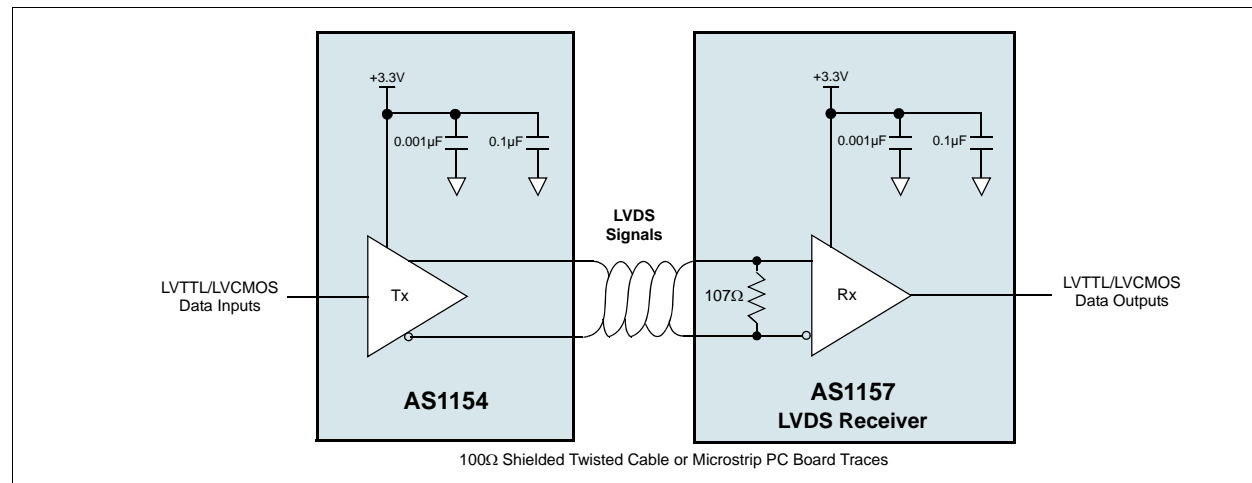 +3.3V
0.001µF
0.1µF
+3.3V
0.001µF
0.1µF
LVDS
Signals
LVTTL/LVCMOS
Data Inputs
Tx
107Ω
Rx
LVTTL/LVCMOS
Data Outputs
AS1154
AS1157
LVDS Receiver
100Ω Shielded Twisted Cable or Microstrip PC Board Traces